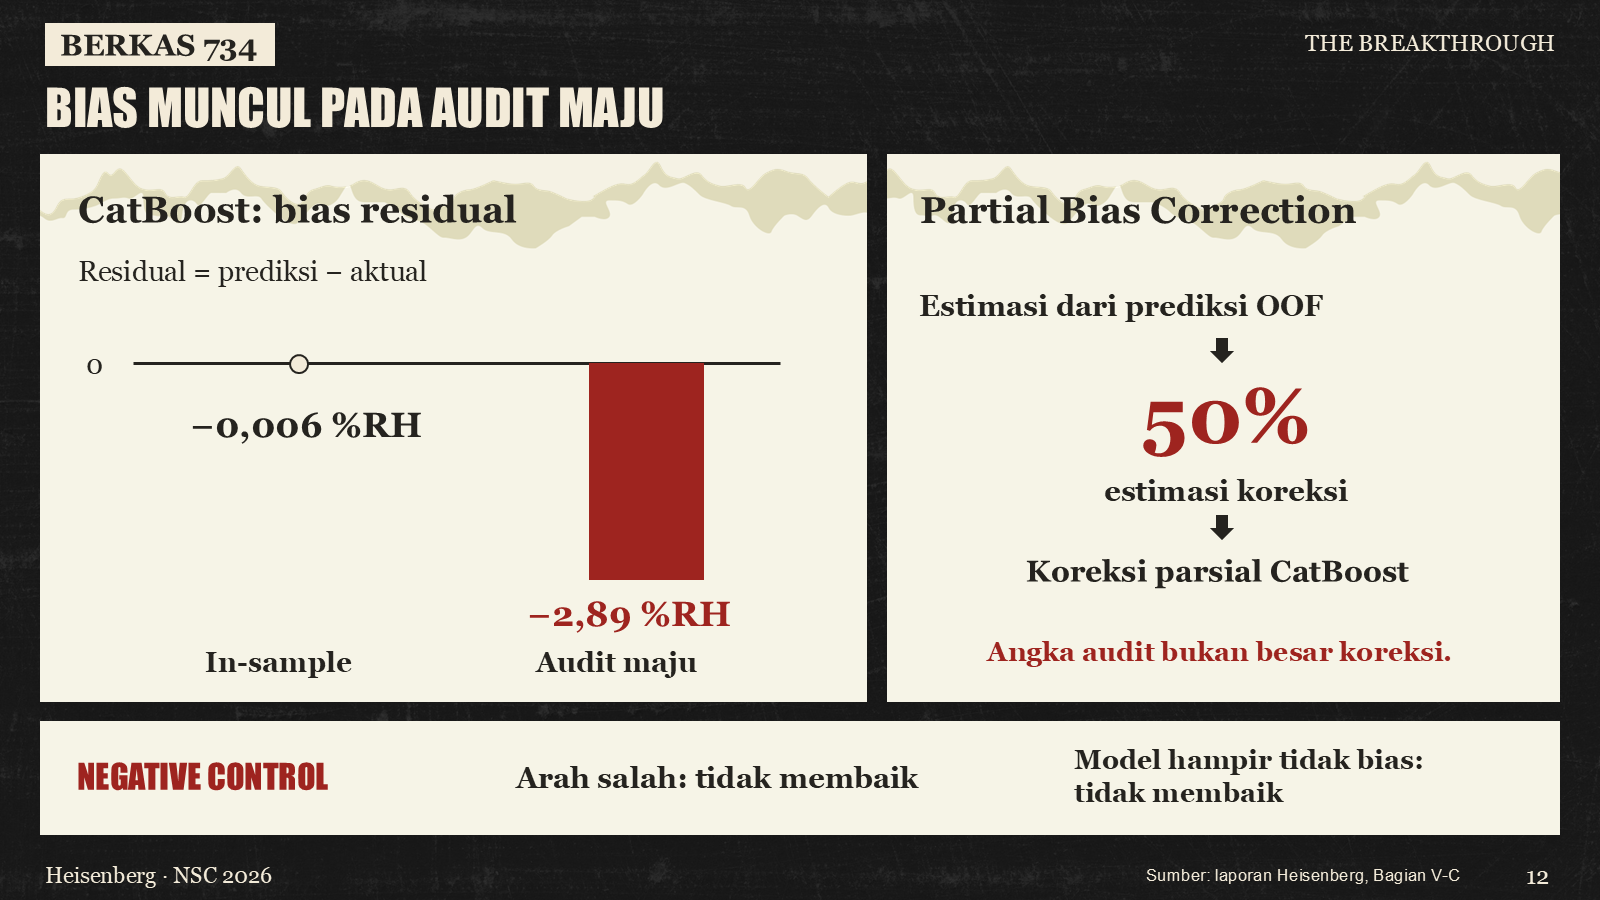 BERKAS 734
THE BREAKTHROUGH
BIAS MUNCUL PADA AUDIT MAJU
CatBoost: bias residual
Residual = prediksi − aktual
0
−0,006 %RH
−2,89 %RH
In-sample
Audit maju
Partial Bias Correction
Estimasi dari prediksi OOF
50%
estimasi koreksi
Koreksi parsial CatBoost
Angka audit bukan besar koreksi.
NEGATIVE CONTROL
Arah salah: tidak membaik
Model hampir tidak bias:
tidak membaik
Heisenberg · NSC 2026
Sumber: laporan Heisenberg, Bagian V-C
12